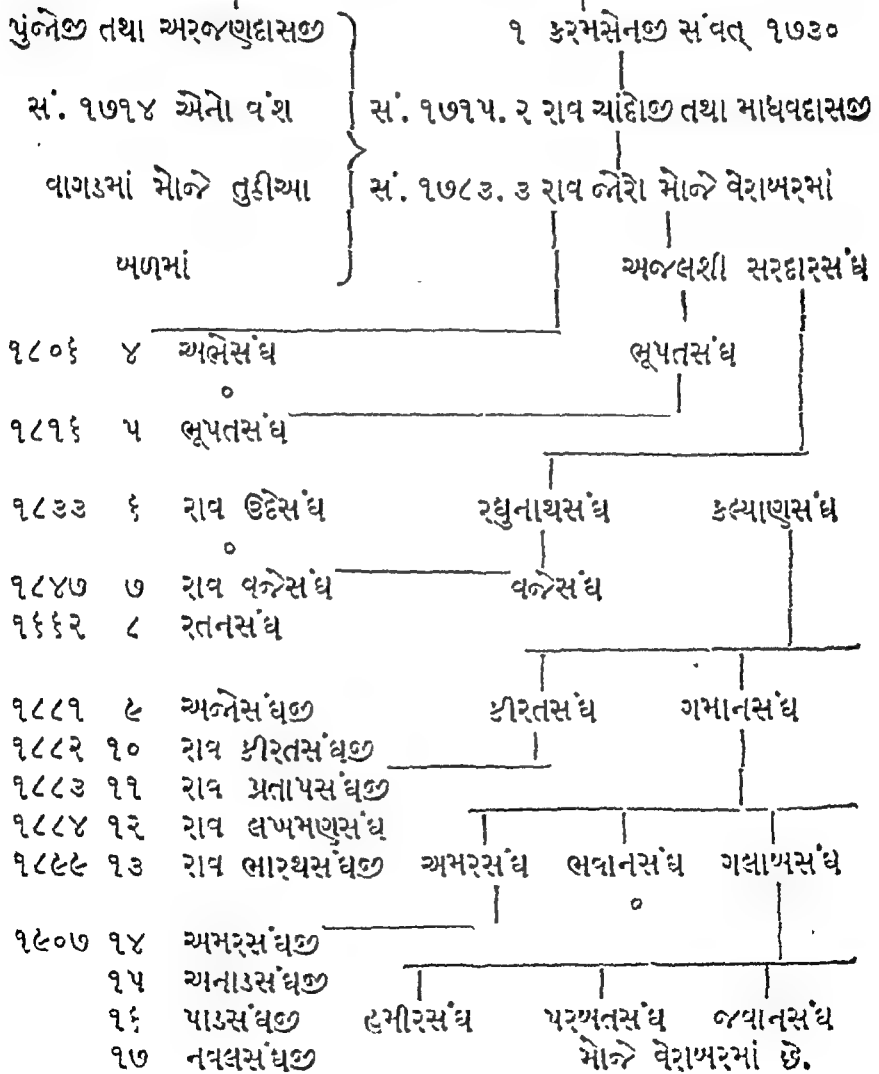 પુંજોજી તથા અરજણદાસજી ૧ કરમસેનજી સંવત્ ૧૭૩૦
સં. ૧૭૧૪ એનો વંશ સં. ૧૭૧૫. ૨ રાવ ચાંદોજી તથા માધવદાસજી
વાગડમાં મોજે તુકીઆ સં. ૧૭૮૩. ૩ રાવ જોરો મોજે વેરાબરમાં
બળમાં અજલશી સરદારસંઘ
૧૮૦૬ ૪ અભેસંઘ ભૂપતસંઘ
૧૮૧૬ ૫ ભૂપતસંઘ
૧૮૩૩ ૬ રાવ ઉદેસંઘ રઘુનાથસંઘ કલ્યાણસંઘ
૧૮૪૭ ૭ રાવ વજેસંઘ વજેસંઘ
૧૬૬૨ ૮ રતનસંઘ
૧૮૮૧ ૯ અજોસંઘજી કીરતસંઘ ગમાનસંઘ
૧૮૮૨ ૧૦ રાવ કીરતસંઘજી
૧૮૮૩ ૧૧ રાવ પ્રતાપસંઘજી
૧૮૮૪ ૧૨ રાવ લખમણસંઘ
૧૮૯૯ ૧૩ રાવ ભારથસંઘજી અમરસંઘ ભવાનસંઘ ગલાબસંઘ
૧૯૦૭ ૧૪ અમરસંઘજી
૧૫ અનાડસંઘજી
૧૬ પાડસંઘજી હમીરસંઘ પરબતસંઘ જવાનસંઘ
૧૭ નવલસંઘજી મોજે વેરાબરમાં છે.